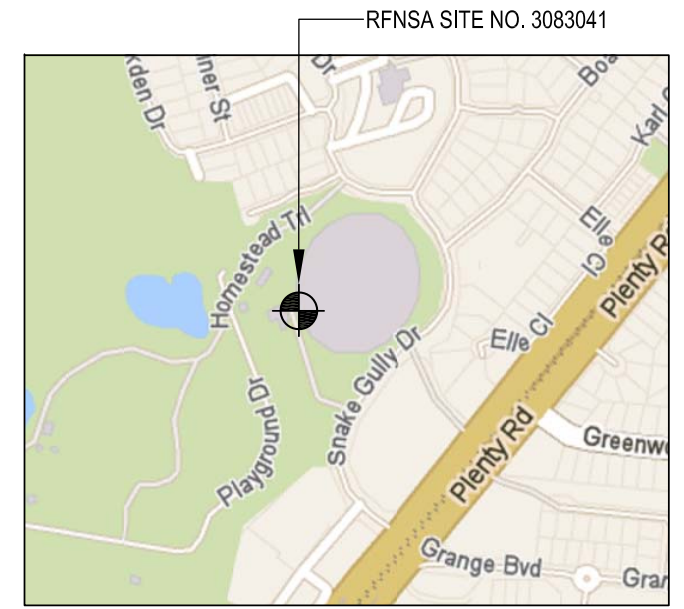 RFNSA SITE NO. 3083041
Dr
kden Dr
ner St
Boa
Karl
Homestead Trl
Elle Cl
Plenty R
Elle Cl
Snake Gully Dr
Playground Dr
Plenty Rd
Greenw
Grange Bvd
Gran